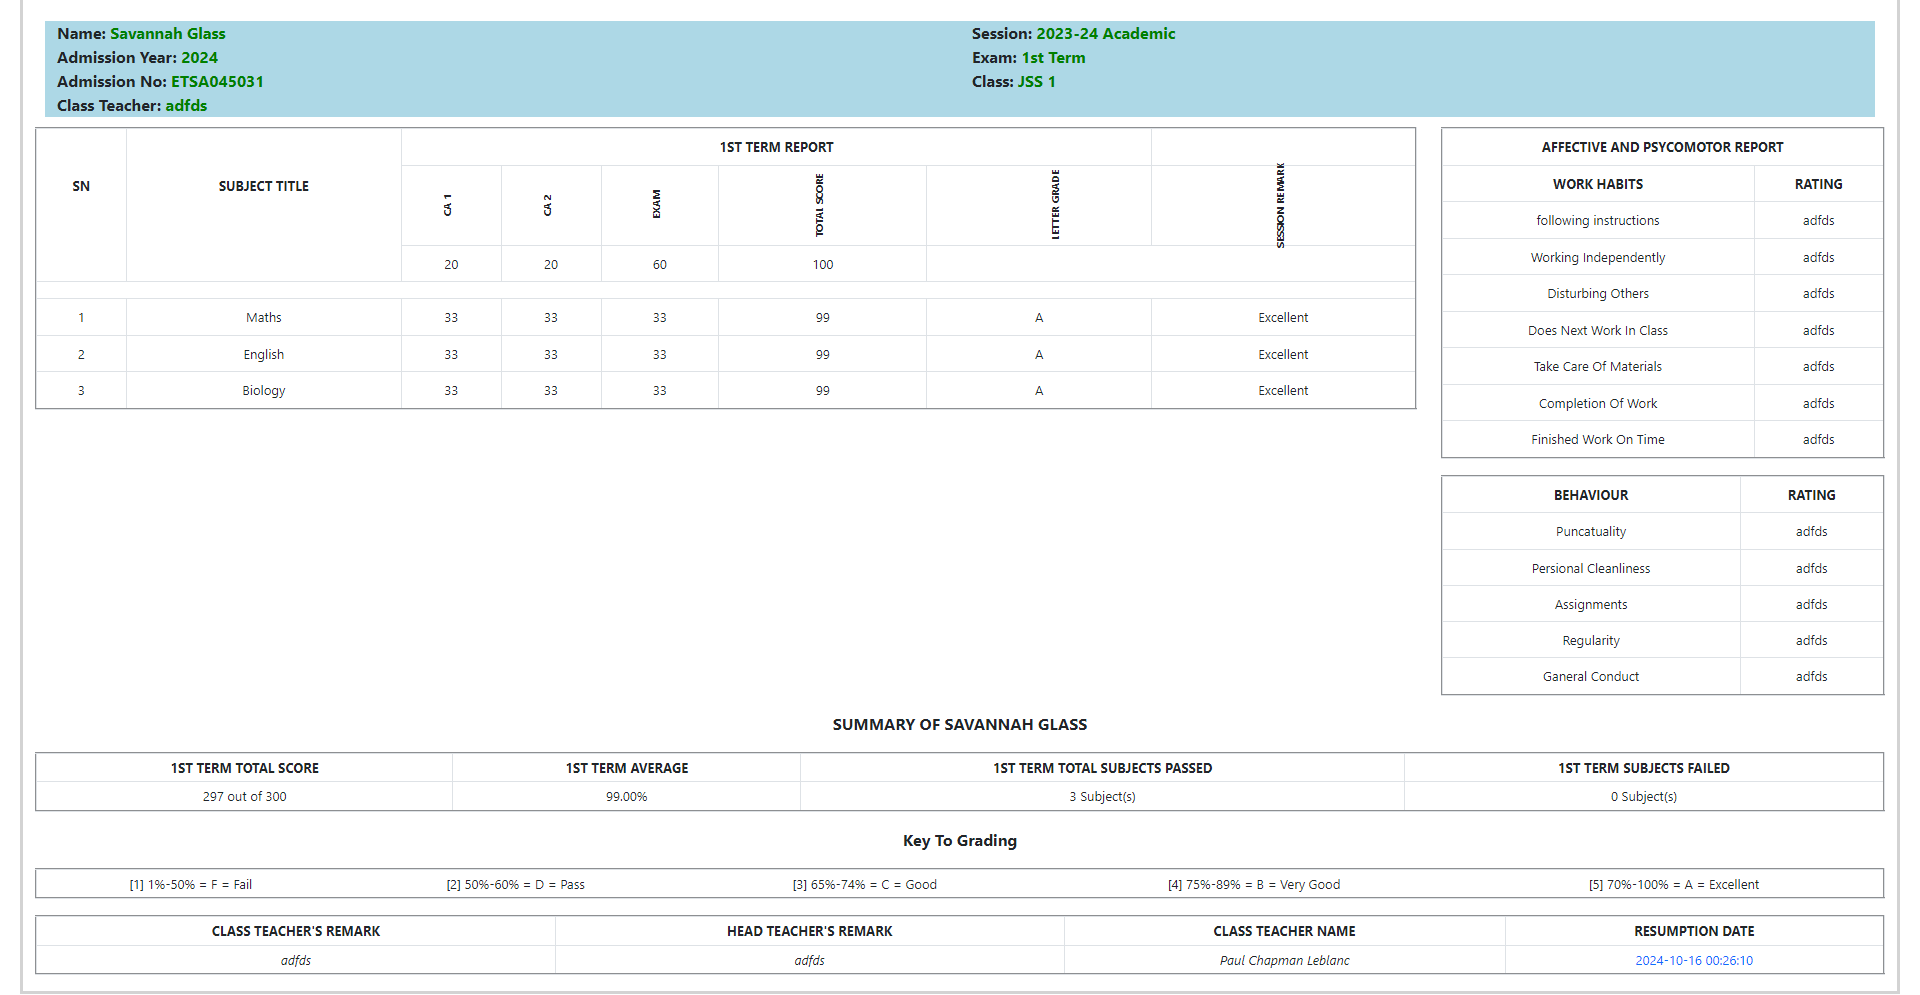 Name: Savannah Glass
Admission Year: 2024
Admission No: ETSA045031
Class Teacher: adfds
Session: 2023-24 Academic
Exam: 1st Term
Class: JSS 1
SN SUBJECT TITLE 1ST TERM REPORT
CA 1 CA 2 EXAM TOTAL SCORE LETTER GRADE SESSION REMARK
20 20 60 100
1 Maths 33 33 33 99 A Excellent
2 English 33 33 33 99 A Excellent
3 Biology 33 33 33 99 A Excellent
AFFECTIVE AND PSYCOMOTOR REPORT
WORK HABITS RATING
following instructions adfds
Working Independently adfds
Disturbing Others adfds
Does Next Work In Class adfds
Take Care Of Materials adfds
Completion Of Work adfds
Finished Work On Time adfds
BEHAVIOUR RATING
Puncatuality adfds
Persional Cleanliness adfds
Assignments adfds
Regularity adfds
Ganeral Conduct adfds
SUMMARY OF SAVANNAH GLASS
1ST TERM TOTAL SCORE 1ST TERM AVERAGE 1ST TERM TOTAL SUBJECTS PASSED 1ST TERM SUBJECTS FAILED
297 out of 300 99.00% 3 Subject(s) 0 Subject(s)
Key To Grading
[1] 1%-50% = F = Fail [2] 50%-60% = D = Pass [3] 65%-74% = C = Good [4] 75%-89% = B = Very Good [5] 70%-100% = A = Excellent
CLASS TEACHER'S REMARK HEAD TEACHER'S REMARK CLASS TEACHER NAME RESUMPTION DATE
adfds adfds Paul Chapman Leblanc 2024-10-16 00:26:10